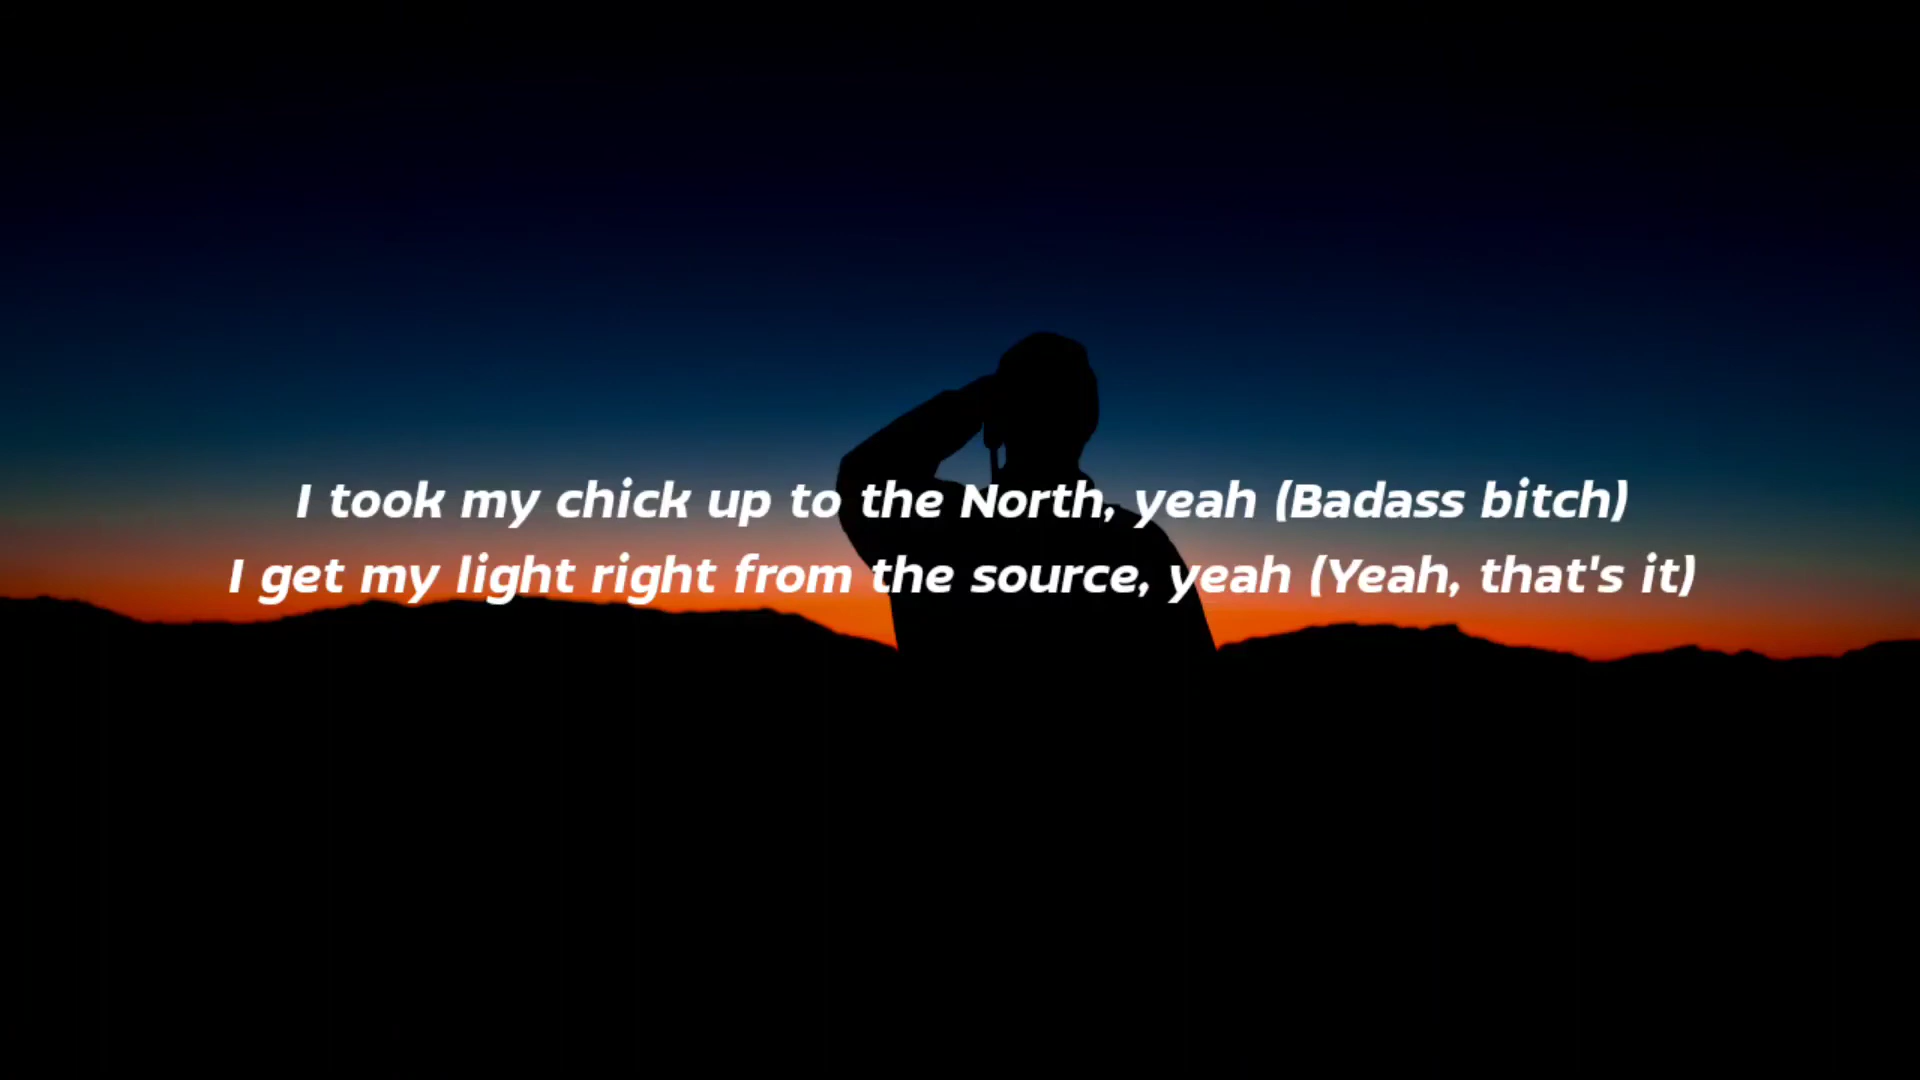 I took my chick up to the North, yeah (Badass bitch)
I get my light right from the source, yeah (Yeah, that's it)